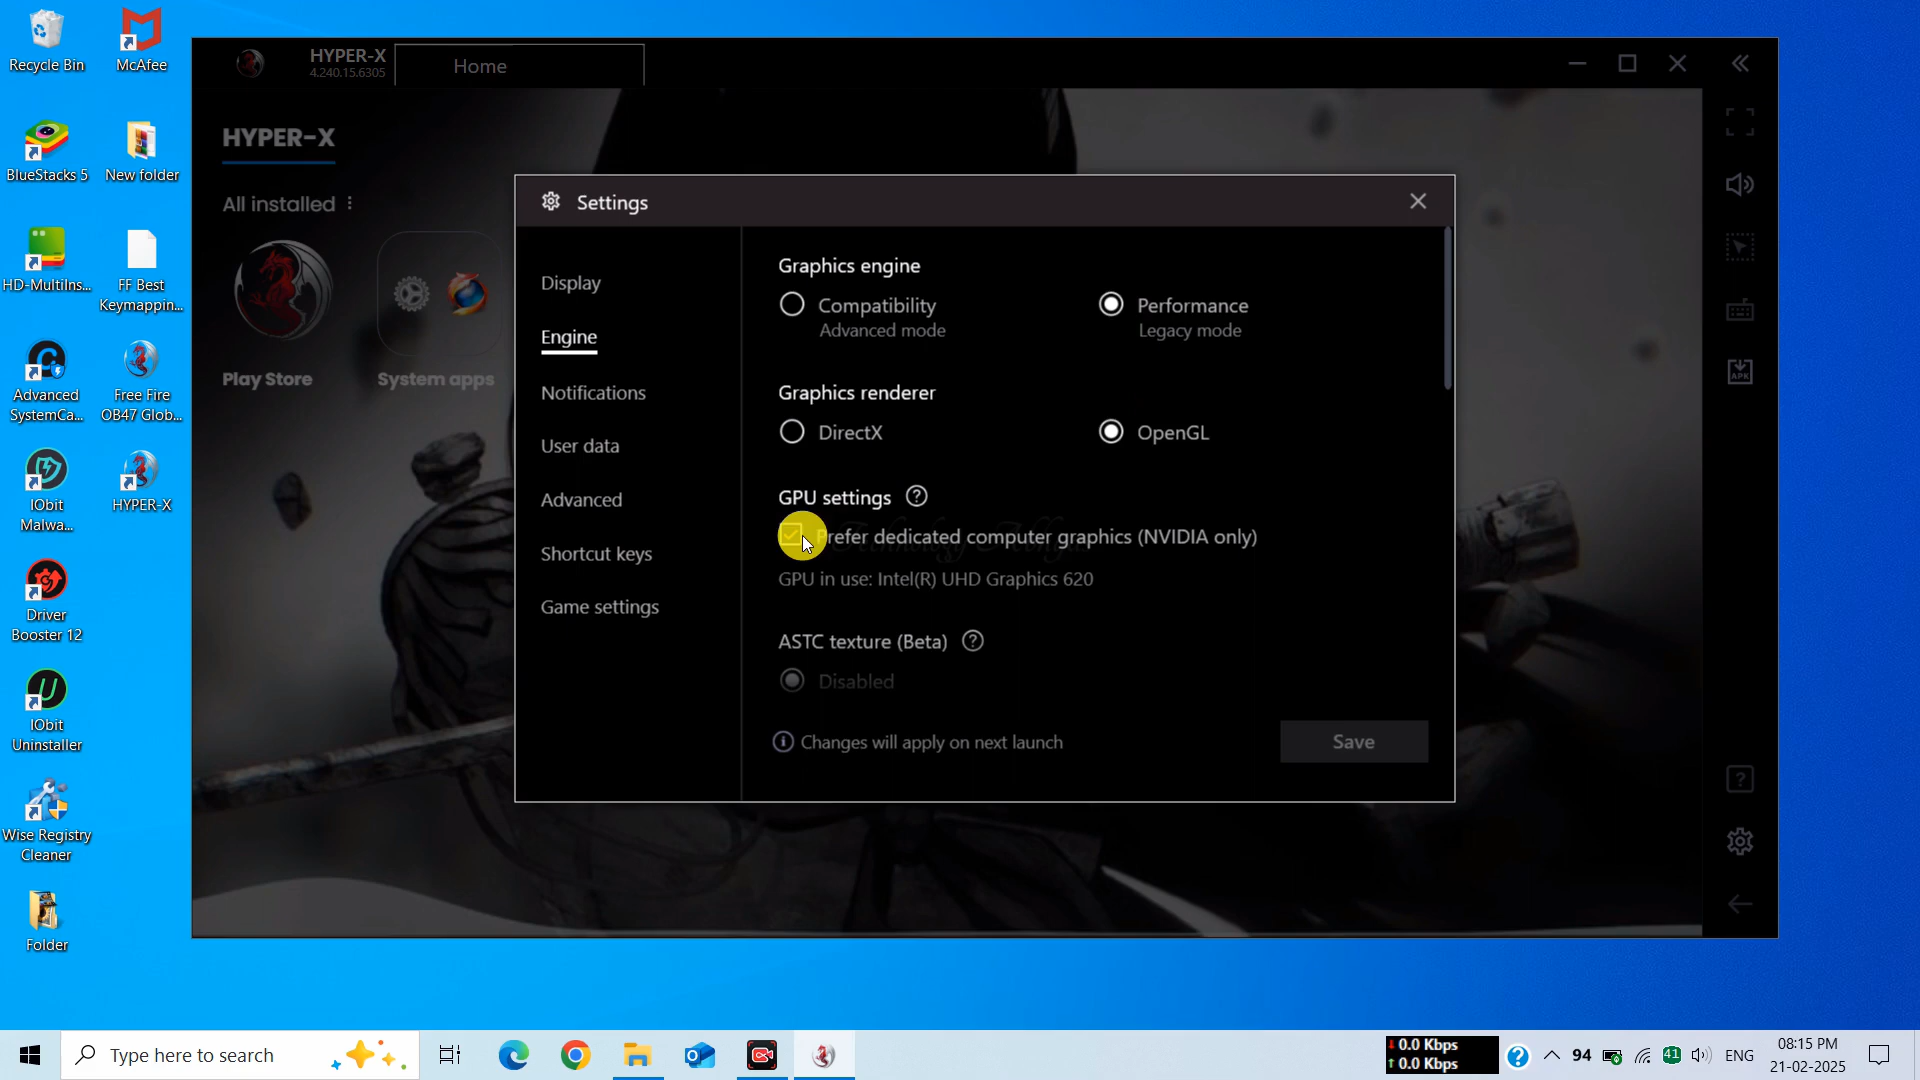 Recycle Bin
McAfee
BlueStacks 5
New folder
HD-MultiIns...
FF Best
Keymappin...
Advanced
SystemCa...
Free Fire
OB47 Glob...
IObit
Malwa...
HYPER-X
Driver
Booster 12
IObit
Uninstaller
Wise Registry
Cleaner
Folder
HYPER-X
4.240.15.6305
Home
HYPER-X
All installed
Play Store
System apps
Settings
Display
Engine
Notifications
User data
Advanced
Shortcut keys
Game settings
Graphics engine
Compatibility
Advanced mode
Performance
Legacy mode
Graphics renderer
DirectX
OpenGL
GPU settings
Prefer dedicated computer graphics (NVIDIA only)
GPU in use: Intel(R) UHD Graphics 620
ASTC texture (Beta)
Disabled
Changes will apply on next launch
Save
APK
Type here to search
0.0 Kbps
0.0 Kbps
94
41
ENG
08:15 PM
21-02-2025